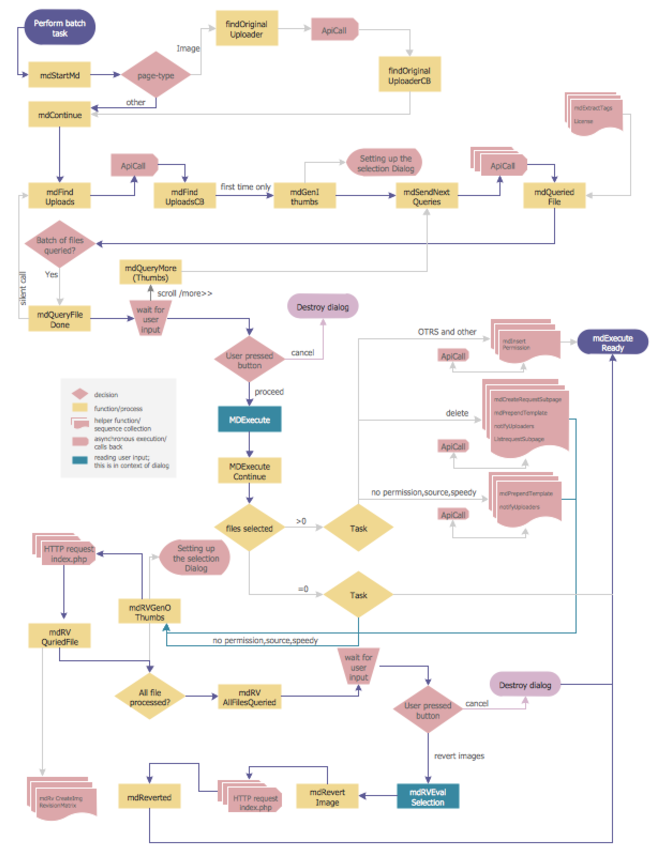 Perform batch
task
findOriginal
Uploader
ApiCall
Image
mdStartMd
page-type
findOriginal
UploaderCB
other
mdContinue
mdExtractTags
License
ApiCall
Setting up the
selection Dialog
ApiCall
mdFind
Uploads
mdFind
UploadsCB
first time only
mdGenI
thumbs
mdSendNext
Queries
mdQueried
File
Batch of files
queried?
mdQueryMore
(Thumbs)
Yes
silent call
scroll /more>>
mdQueryFile
Done
wait for
user
input
Destroy dialog
OTRS and other
mdInsert
Permission
mdExecute
Ready
ApiCall
User pressed
button
cancel
proceed
decision
function/process
helper function/
sequence collection
asynchronous execution/
calls back
reading user input;
this is in context of dialog
MDExecute
delete
mdCreateRequestSubpage
mdPrependTemplate
notifyUploaders
ListrequestSubpage
ApiCall
MDExecute
Continue
no permission,source,speedy
mdPrependTemplate
notifyUploaders
ApiCall
files selected
>0
Task
HTTP request
index.php
Setting up
the selection
Dialog
=0
Task
mdRVGenO
Thumbs
mdRV
QuriedFile
no permission,source,speedy
wait for
user
input
All file
processed?
mdRV
AllFilesQueried
Destroy dialog
User pressed
button
cancel
revert images
mdRv CreateImg
RevisionMatrix
mdReverted
HTTP request
index.php
mdRevert
Image
mdRVEval
Selection